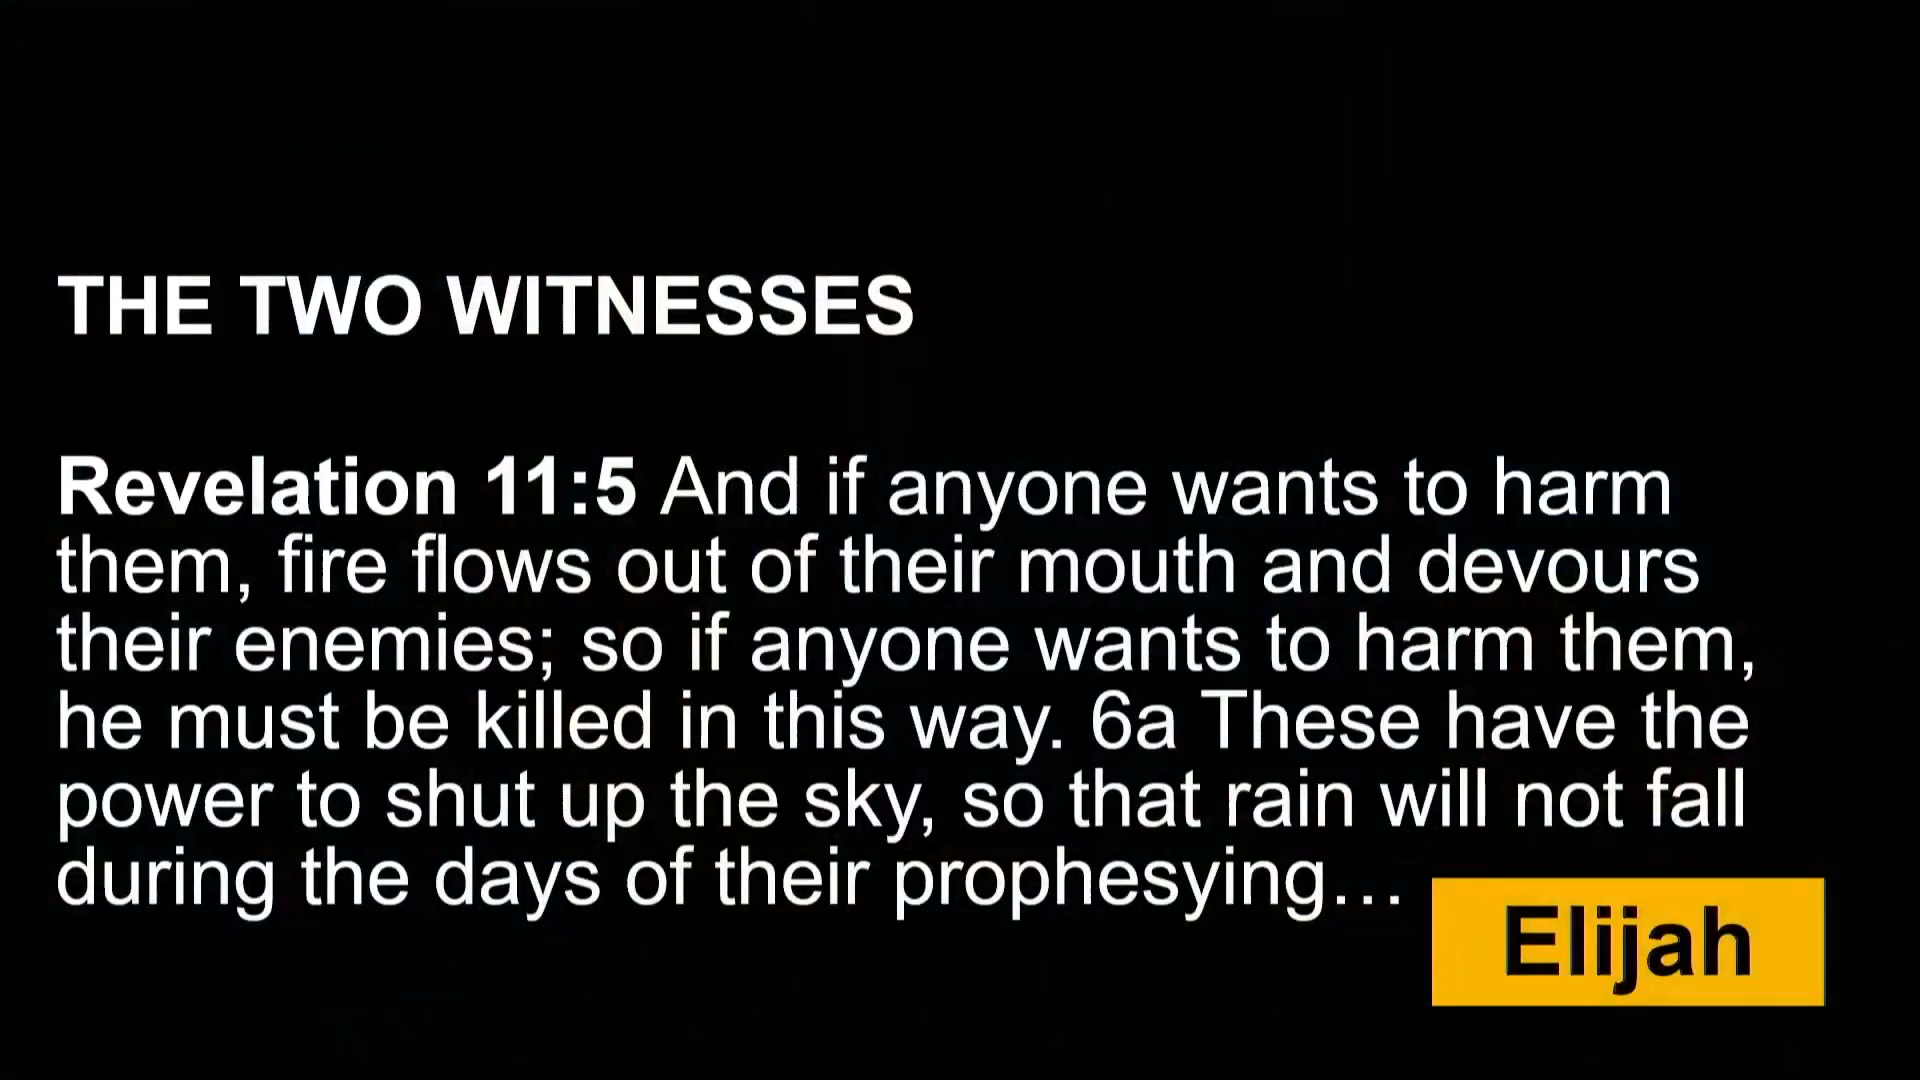 THE TWO WITNESSES
Revelation 11:5 And if anyone wants to harm
them, fire flows out of their mouth and devours
their enemies; so if anyone wants to harm them,
he must be killed in this way. 6a These have the
power to shut up the sky, so that rain will not fall
during the days of their prophesying…
Elijah